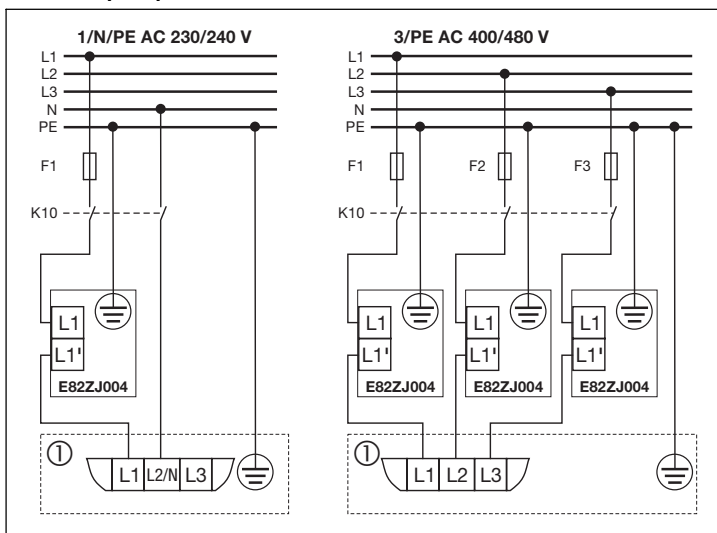 1/N/PE AC 230/240 V
L1
L2
L3
N
PE
F1
K10
L1
L1'
E82ZJ004
①
L1 L2/N L3
3/PE AC 400/480 V
L1
L2
L3
N
PE
F1 F2 F3
K10
L1 L1 L1
L1' L1' L1'
E82ZJ004 E82ZJ004 E82ZJ004
①
L1 L2 L3